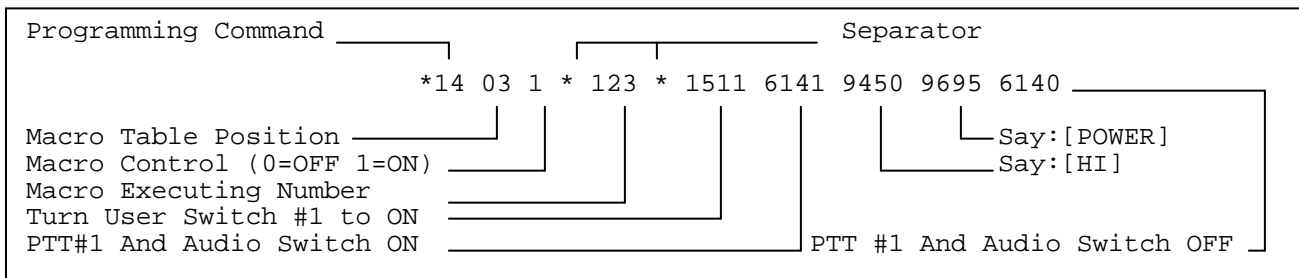 Programming Command Separator
*14 03 1 * 123 * 1511 6141 9450 9695 6140
Macro Table Position Say:[POWER]
Macro Control (0=OFF 1=ON) Say:[HI]
Macro Executing Number
Turn User Switch #1 to ON
PTT#1 And Audio Switch ON PTT #1 And Audio Switch OFF